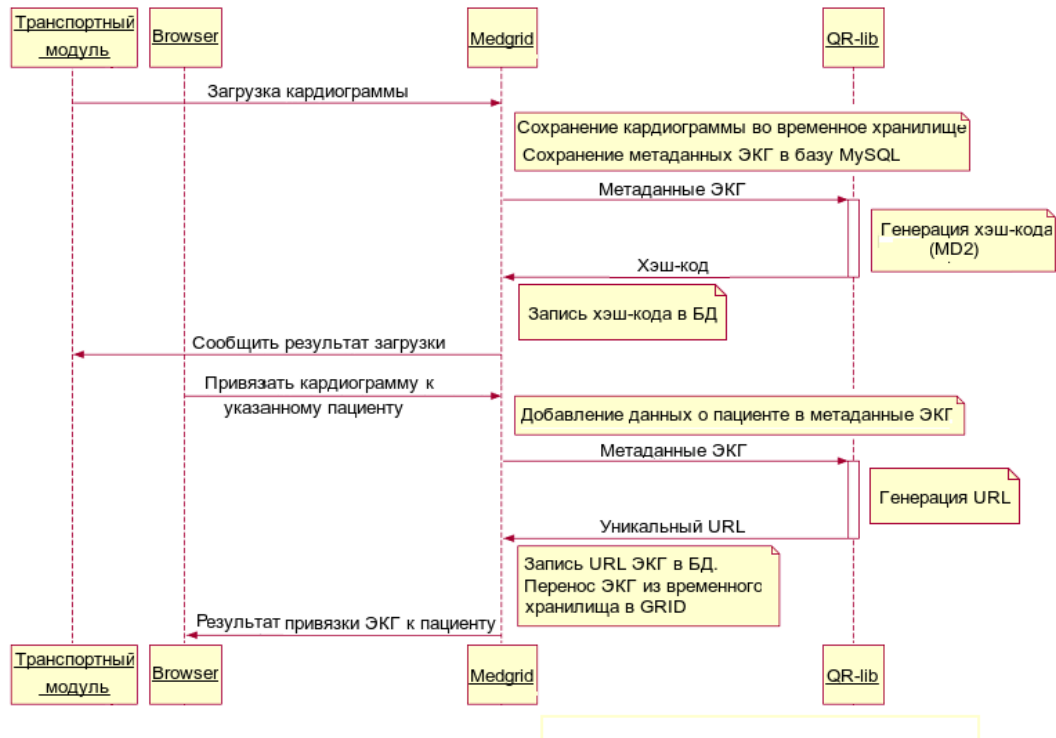 Транспортный
модуль
Browser
Medgrid
QR-lib
Загрузка кардиограммы
Сохранение кардиограммы во временное хранилище
Сохранение метаданных ЭКГ в базу MySQL
Метаданные ЭКГ
Генерация хэш-кода
(MD2)
Хэш-код
Запись хэш-кода в БД
Сообщить результат загрузки
Привязать кардиограмму к
указанному пациенту
Добавление данных о пациенте в метаданные ЭКГ
Метаданные ЭКГ
Генерация URL
Уникальный URL
Запись URL ЭКГ в БД.
Перенос ЭКГ из временного
хранилища в GRID
Результат привязки ЭКГ к пациенту
Транспортный
модуль
Browser
Medgrid
QR-lib